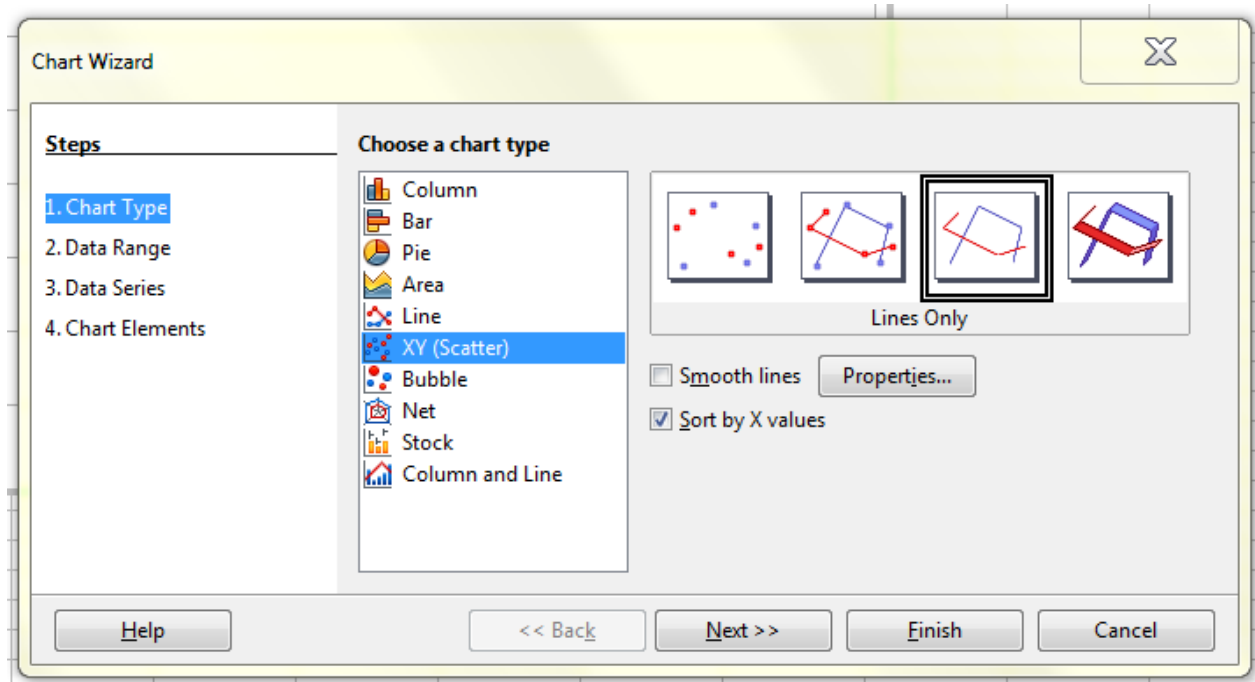 Chart Wizard
Steps
1. Chart Type
2. Data Range
3. Data Series
4. Chart Elements
Choose a chart type
Column
Bar
Pie
Area
Line
XY (Scatter)
Bubble
Net
Stock
Column and Line
Lines Only
Smooth lines
Properties...
Sort by X values
Help
<< Back
Next >>
Finish
Cancel